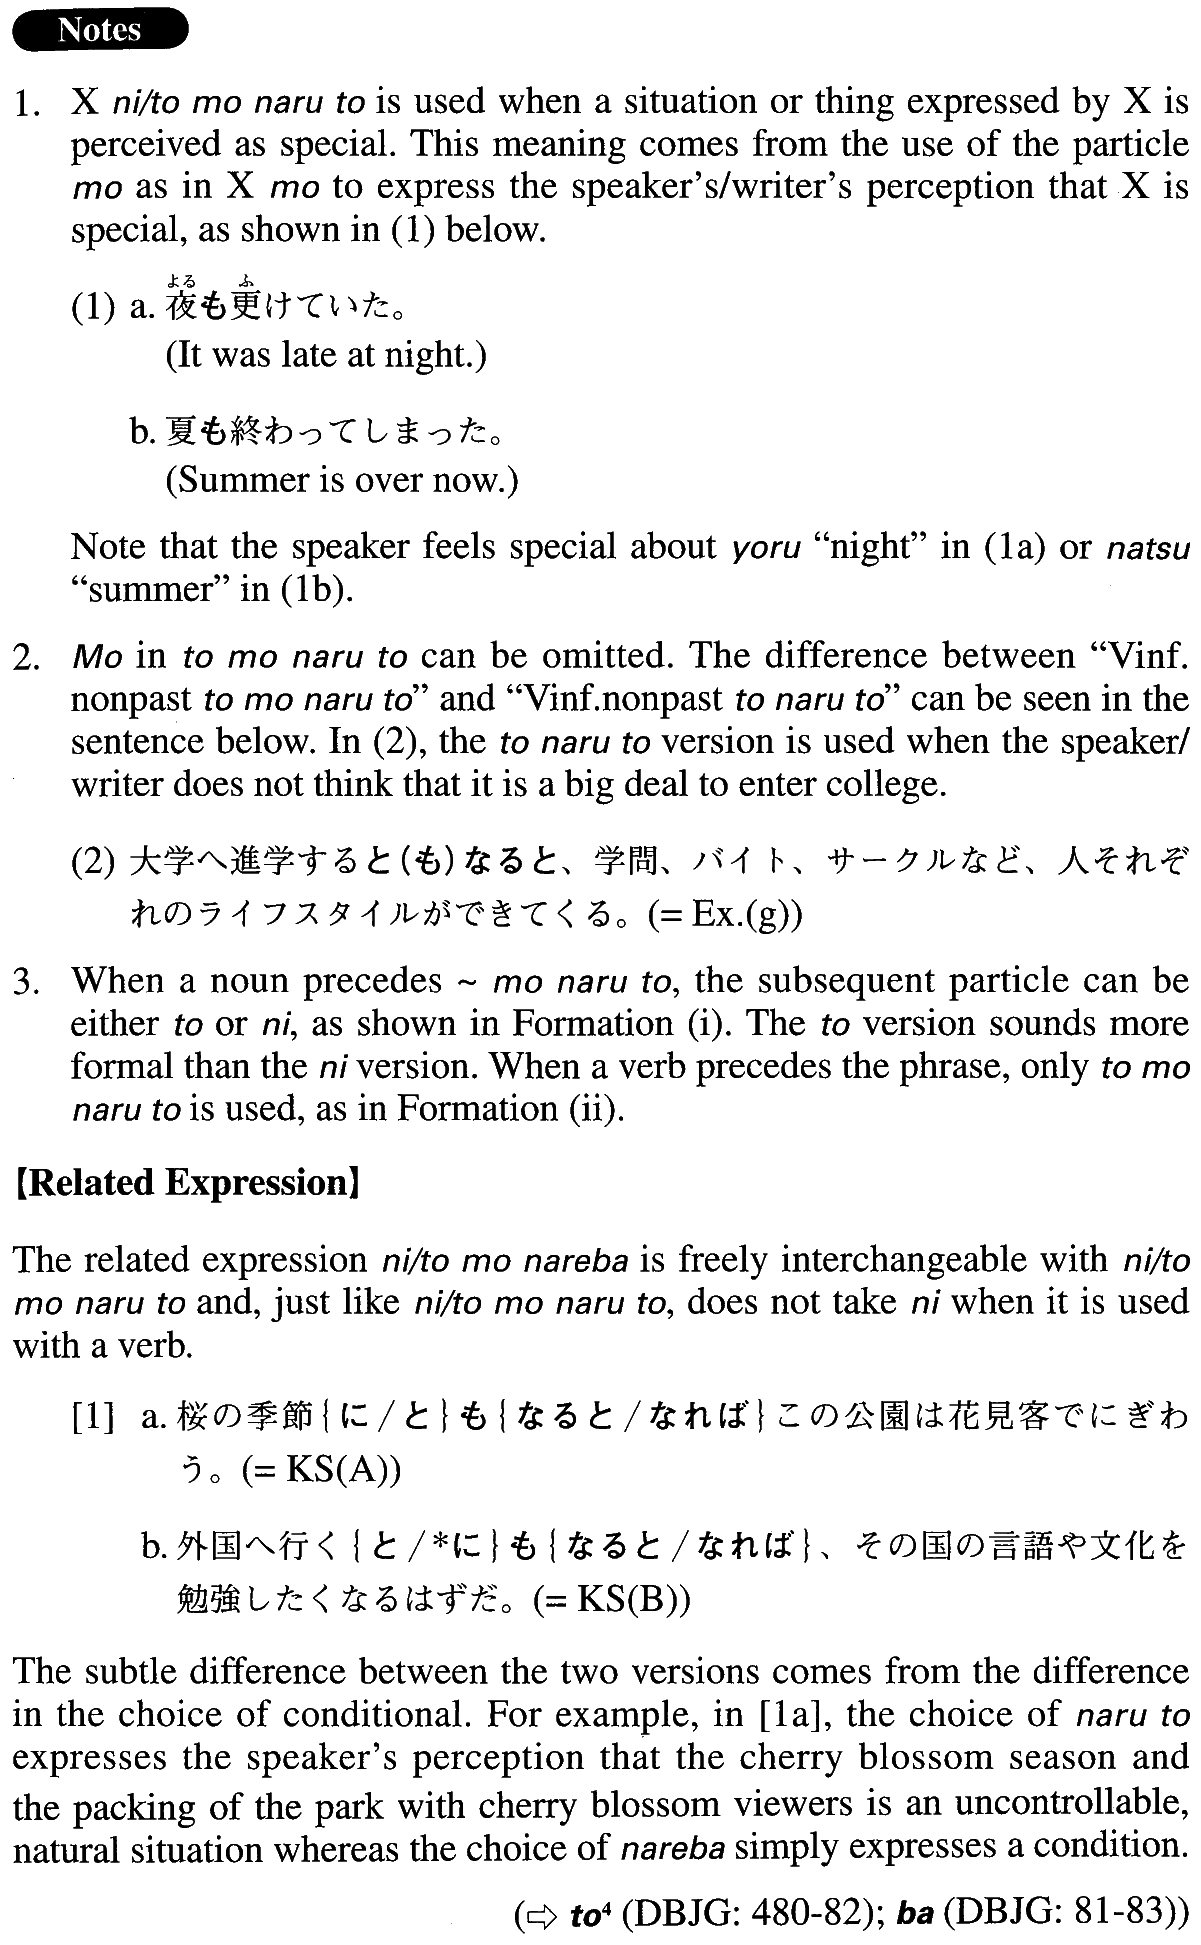 Notes
1. X ni/to mo naru to is used when a situation or thing expressed by X is
perceived as special. This meaning comes from the use of the particle
mo as in X mo to express the speaker's/writer's perception that X is
special, as shown in (1) below.
よる ふ
(1) a. 夜も更けていた。
(It was late at night.)
b. 夏も終わってしまった。
(Summer is over now.)
Note that the speaker feels special about yoru “night” in (1a) or natsu
“summer” in (1b).
2. Mo in to mo naru to can be omitted. The difference between “Vinf.
nonpast to mo naru to” and “Vinf.nonpast to naru to” can be seen in the
sentence below. In (2), the to naru to version is used when the speaker/
writer does not think that it is a big deal to enter college.
(2) 大学へ進学すると(も)なると、学問、バイト、サークルなど、人それぞ
れのライフスタイルができてくる。(= Ex.(g))
3. When a noun precedes ~ mo naru to, the subsequent particle can be
either to or ni, as shown in Formation (i). The to version sounds more
formal than the ni version. When a verb precedes the phrase, only to mo
naru to is used, as in Formation (ii).
【Related Expression】
The related expression ni/to mo nareba is freely interchangeable with ni/to
mo naru to and, just like ni/to mo naru to, does not take ni when it is used
with a verb.
[1] a. 桜の季節{に/と}も{なると/なれば}この公園は花見客でにぎわ
う。(= KS(A))
b. 外国へ行く{と/*に}も{なると/なれば}、その国の言語や文化を
勉強したくなるはずだ。(= KS(B))
The subtle difference between the two versions comes from the difference
in the choice of conditional. For example, in [1a], the choice of naru to
expresses the speaker's perception that the cherry blossom season and
the packing of the park with cherry blossom viewers is an uncontrollable,
natural situation whereas the choice of nareba simply expresses a condition.
(⇨ to⁴ (DBJG: 480-82); ba (DBJG: 81-83))